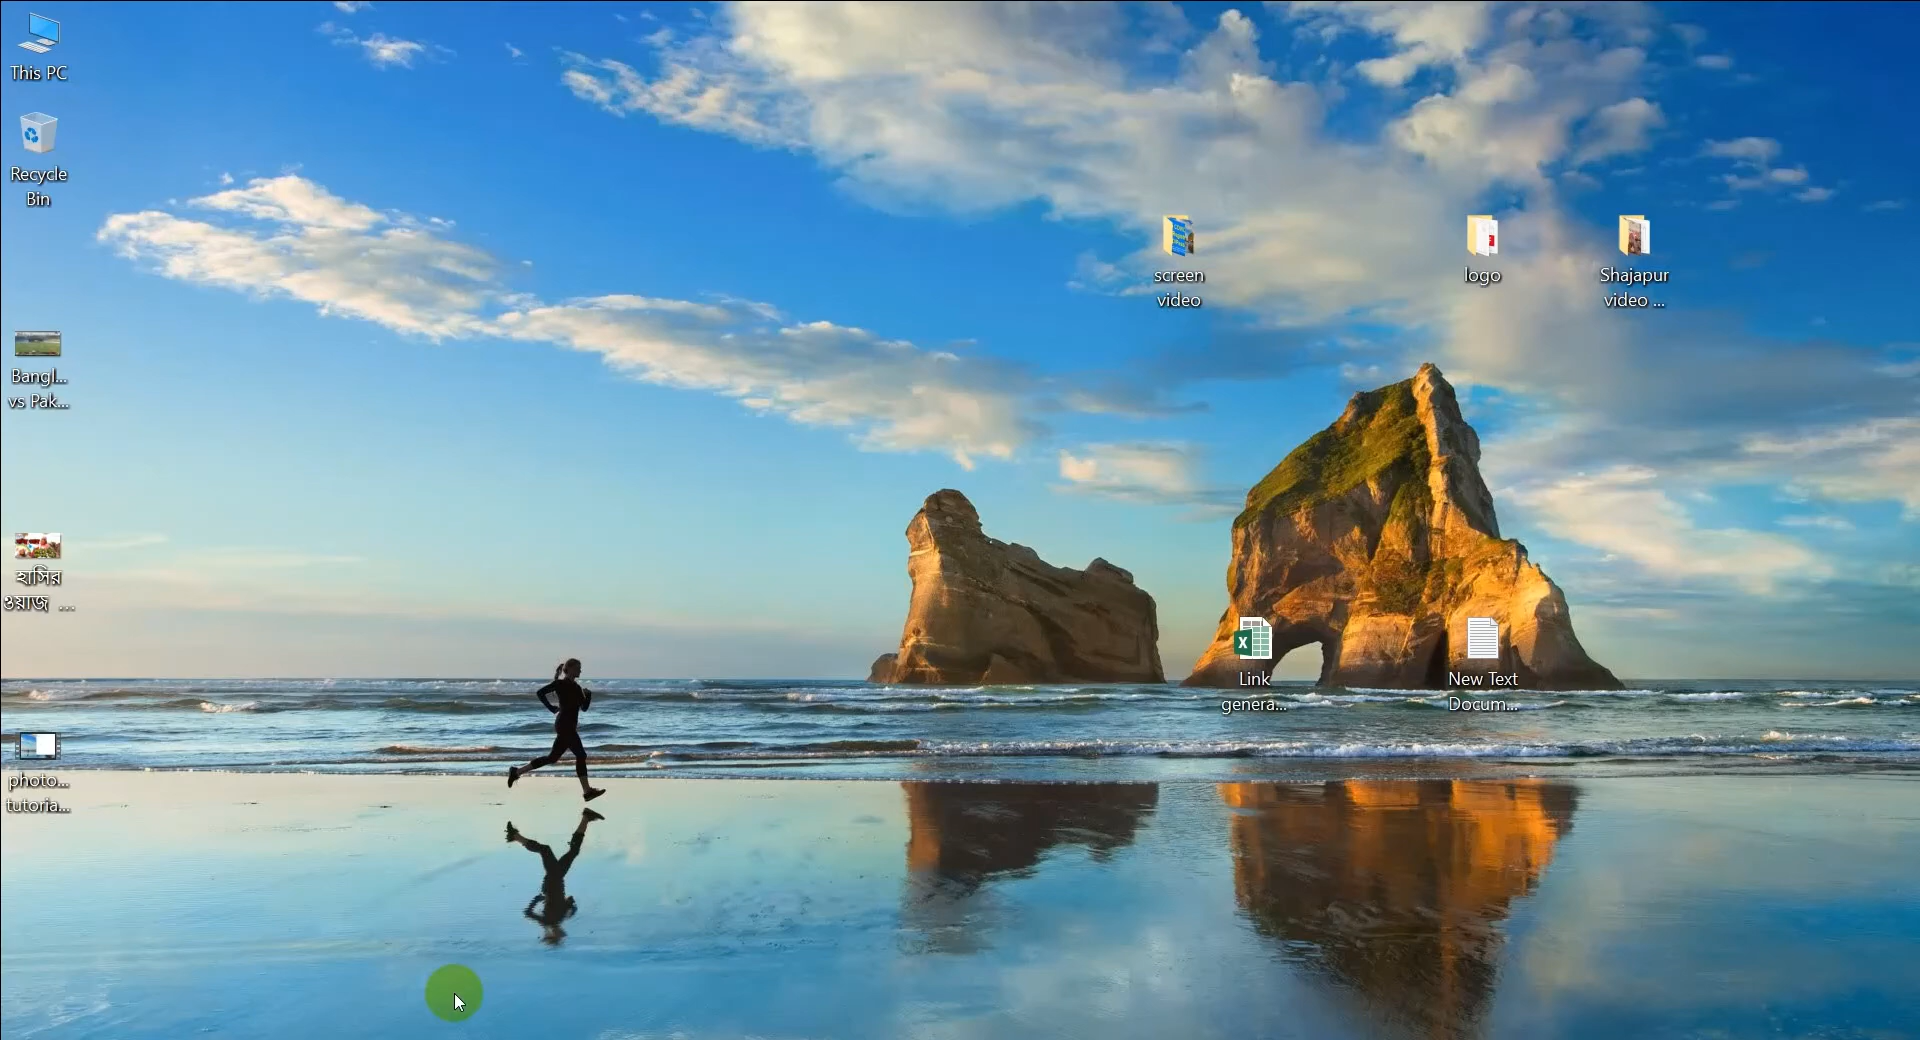 This PC
Recycle
Bin
Bangl...
vs Pak...
হাসির
ওয়াজ ...
photo...
tutoria...
screen
video
logo
Shajapur
video ...
Link
genera...
New Text
Docum...